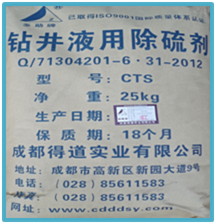 已取得ISO9001国际质量体系认证
钻井液用除硫剂
Q/71304201-6·31-2012
型 号: CTS
净 重: 25kg
生产日期:
保质期: 18个月
成都得道实业有限公司
地址: 成都市高新区新园大道9号
电话: (028) 85611583
传真: (028) 85611583
网址: www.cdddsy.com